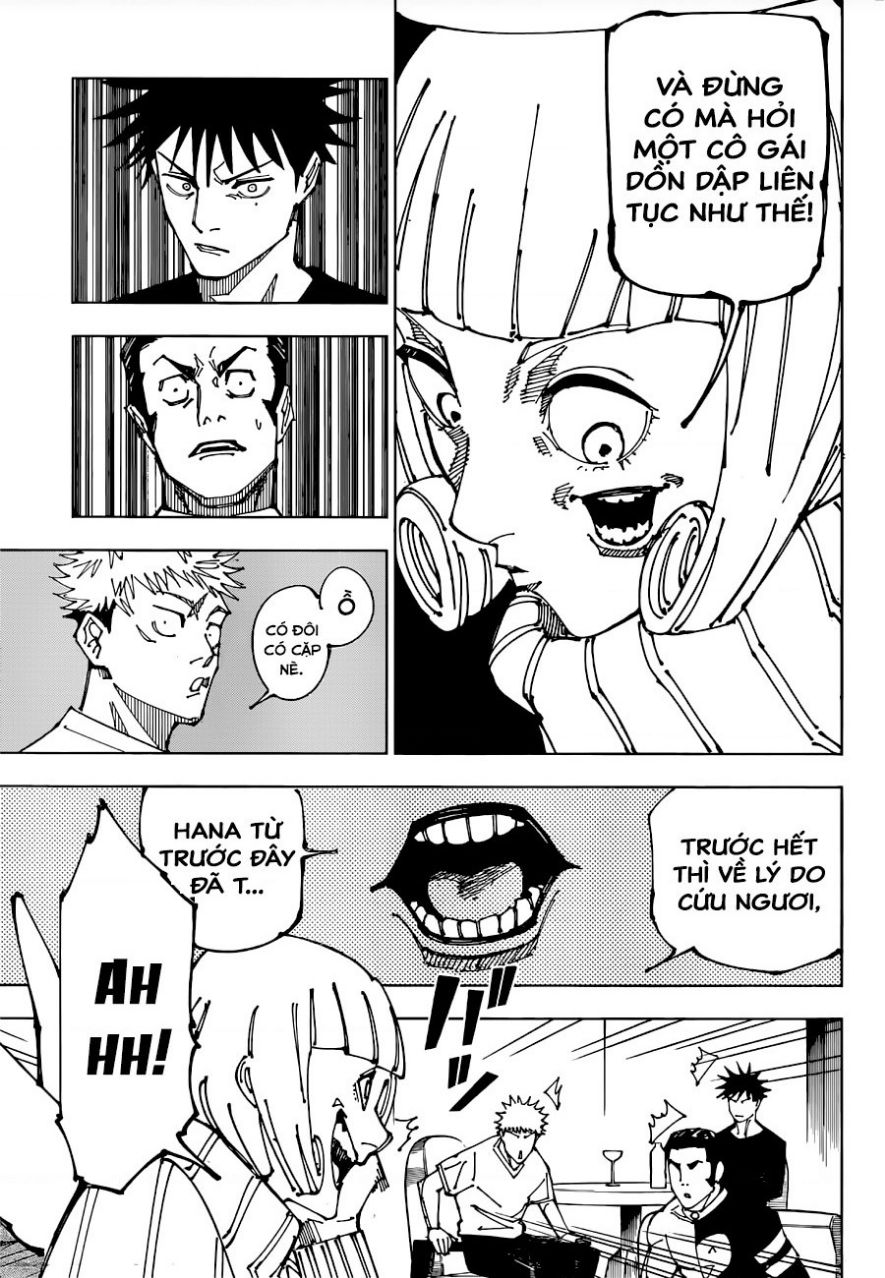 VÀ ĐỪNG
CÓ MÀ HỎI
MỘT CÔ GÁI
DỒN DẬP LIÊN
TỤC NHƯ THẾ!
Ồ
CÓ ĐÔI
CÓ CẶP
NÈ.
TRƯỚC HẾT
THÌ VỀ LÝ DO
CỨU NGƯƠI,
HANA TỪ
TRƯỚC ĐÂY
ĐÃ T...
AH
HH!